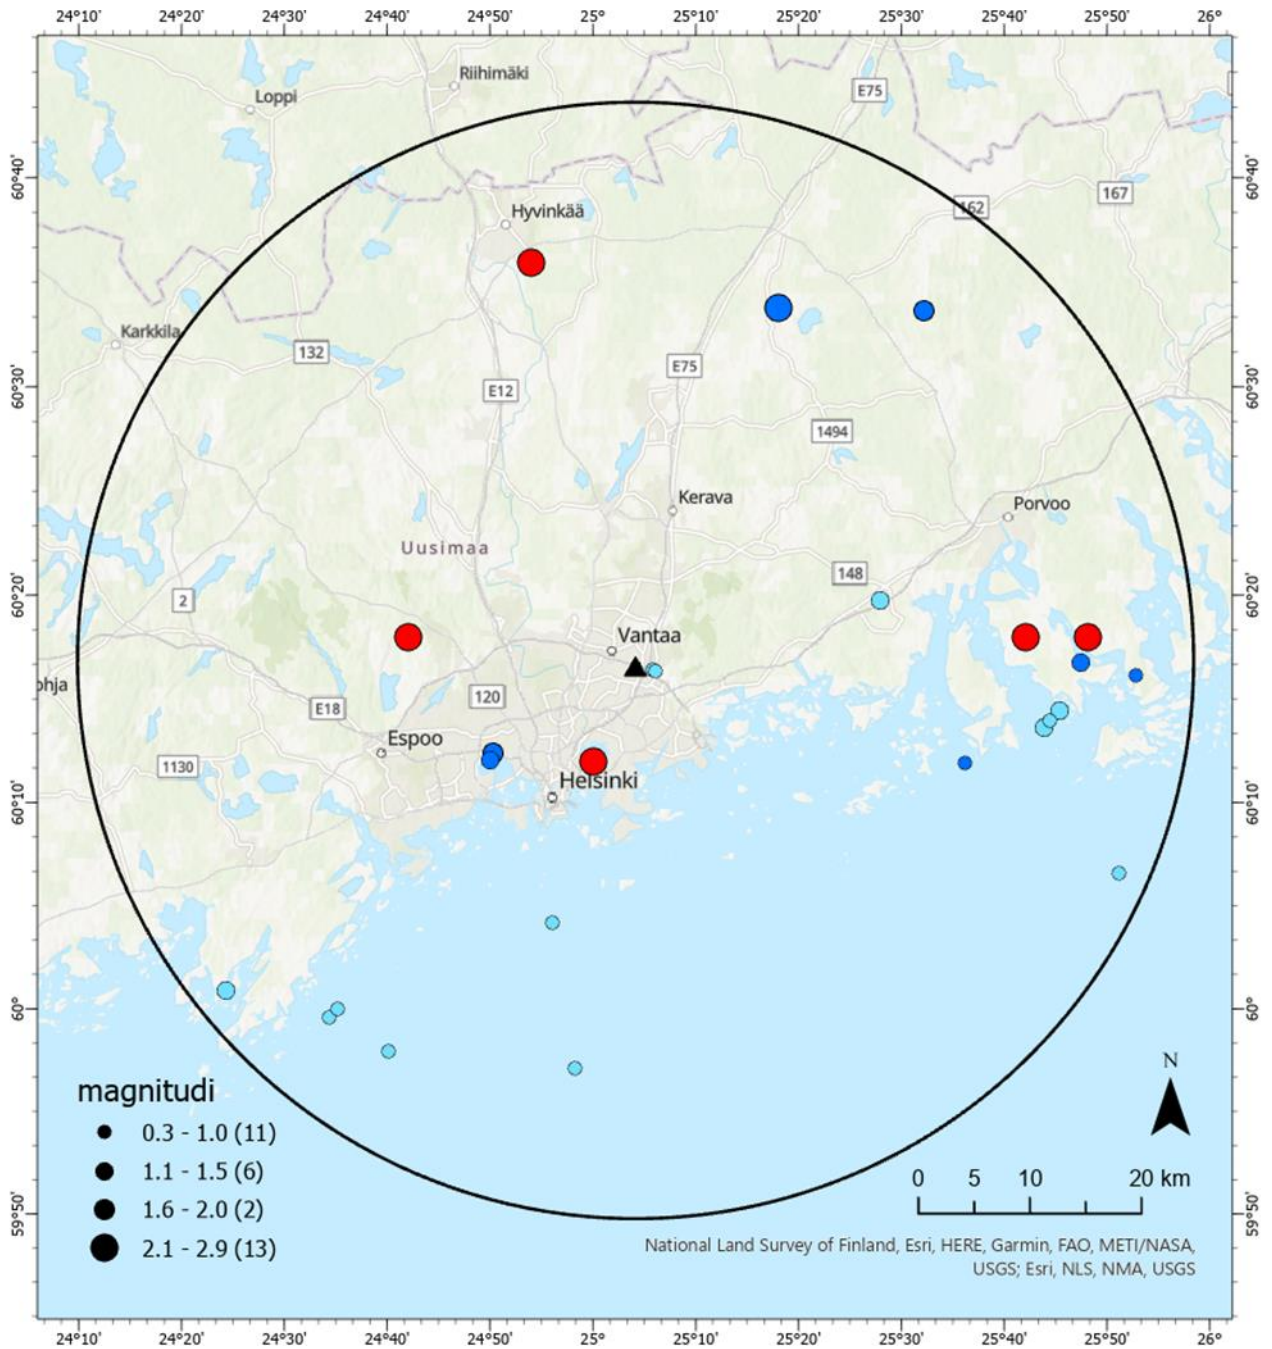 24°10' 24°20' 24°30' 24°40' 24°50' 25° 25°10' 25°20' 25°30' 25°40' 25°50' 26°
Riihimäki
Loppi
E75
60°40' 60°40'
167
162
Hyvinkää
Karkkila
132
E75
E12
60°30' 60°30'
1494
Kerava
Porvoo
Uusimaa
148
60°20' 60°20'
2
Vantaa
ohja
120
E18
Espoo
1130
Helsinki
60°10' 60°10'
60° 60°
magnitudi
0.3 - 1.0 (11)
1.1 - 1.5 (6)
1.6 - 2.0 (2)
2.1 - 2.9 (13)
N
0 5 10 20 km
59°50' 59°50'
National Land Survey of Finland, Esri, HERE, Garmin, FAO, METI/NASA,
USGS; Esri, NLS, NMA, USGS
24°10' 24°20' 24°30' 24°40' 24°50' 25° 25°10' 25°20' 25°30' 25°40' 25°50' 26°